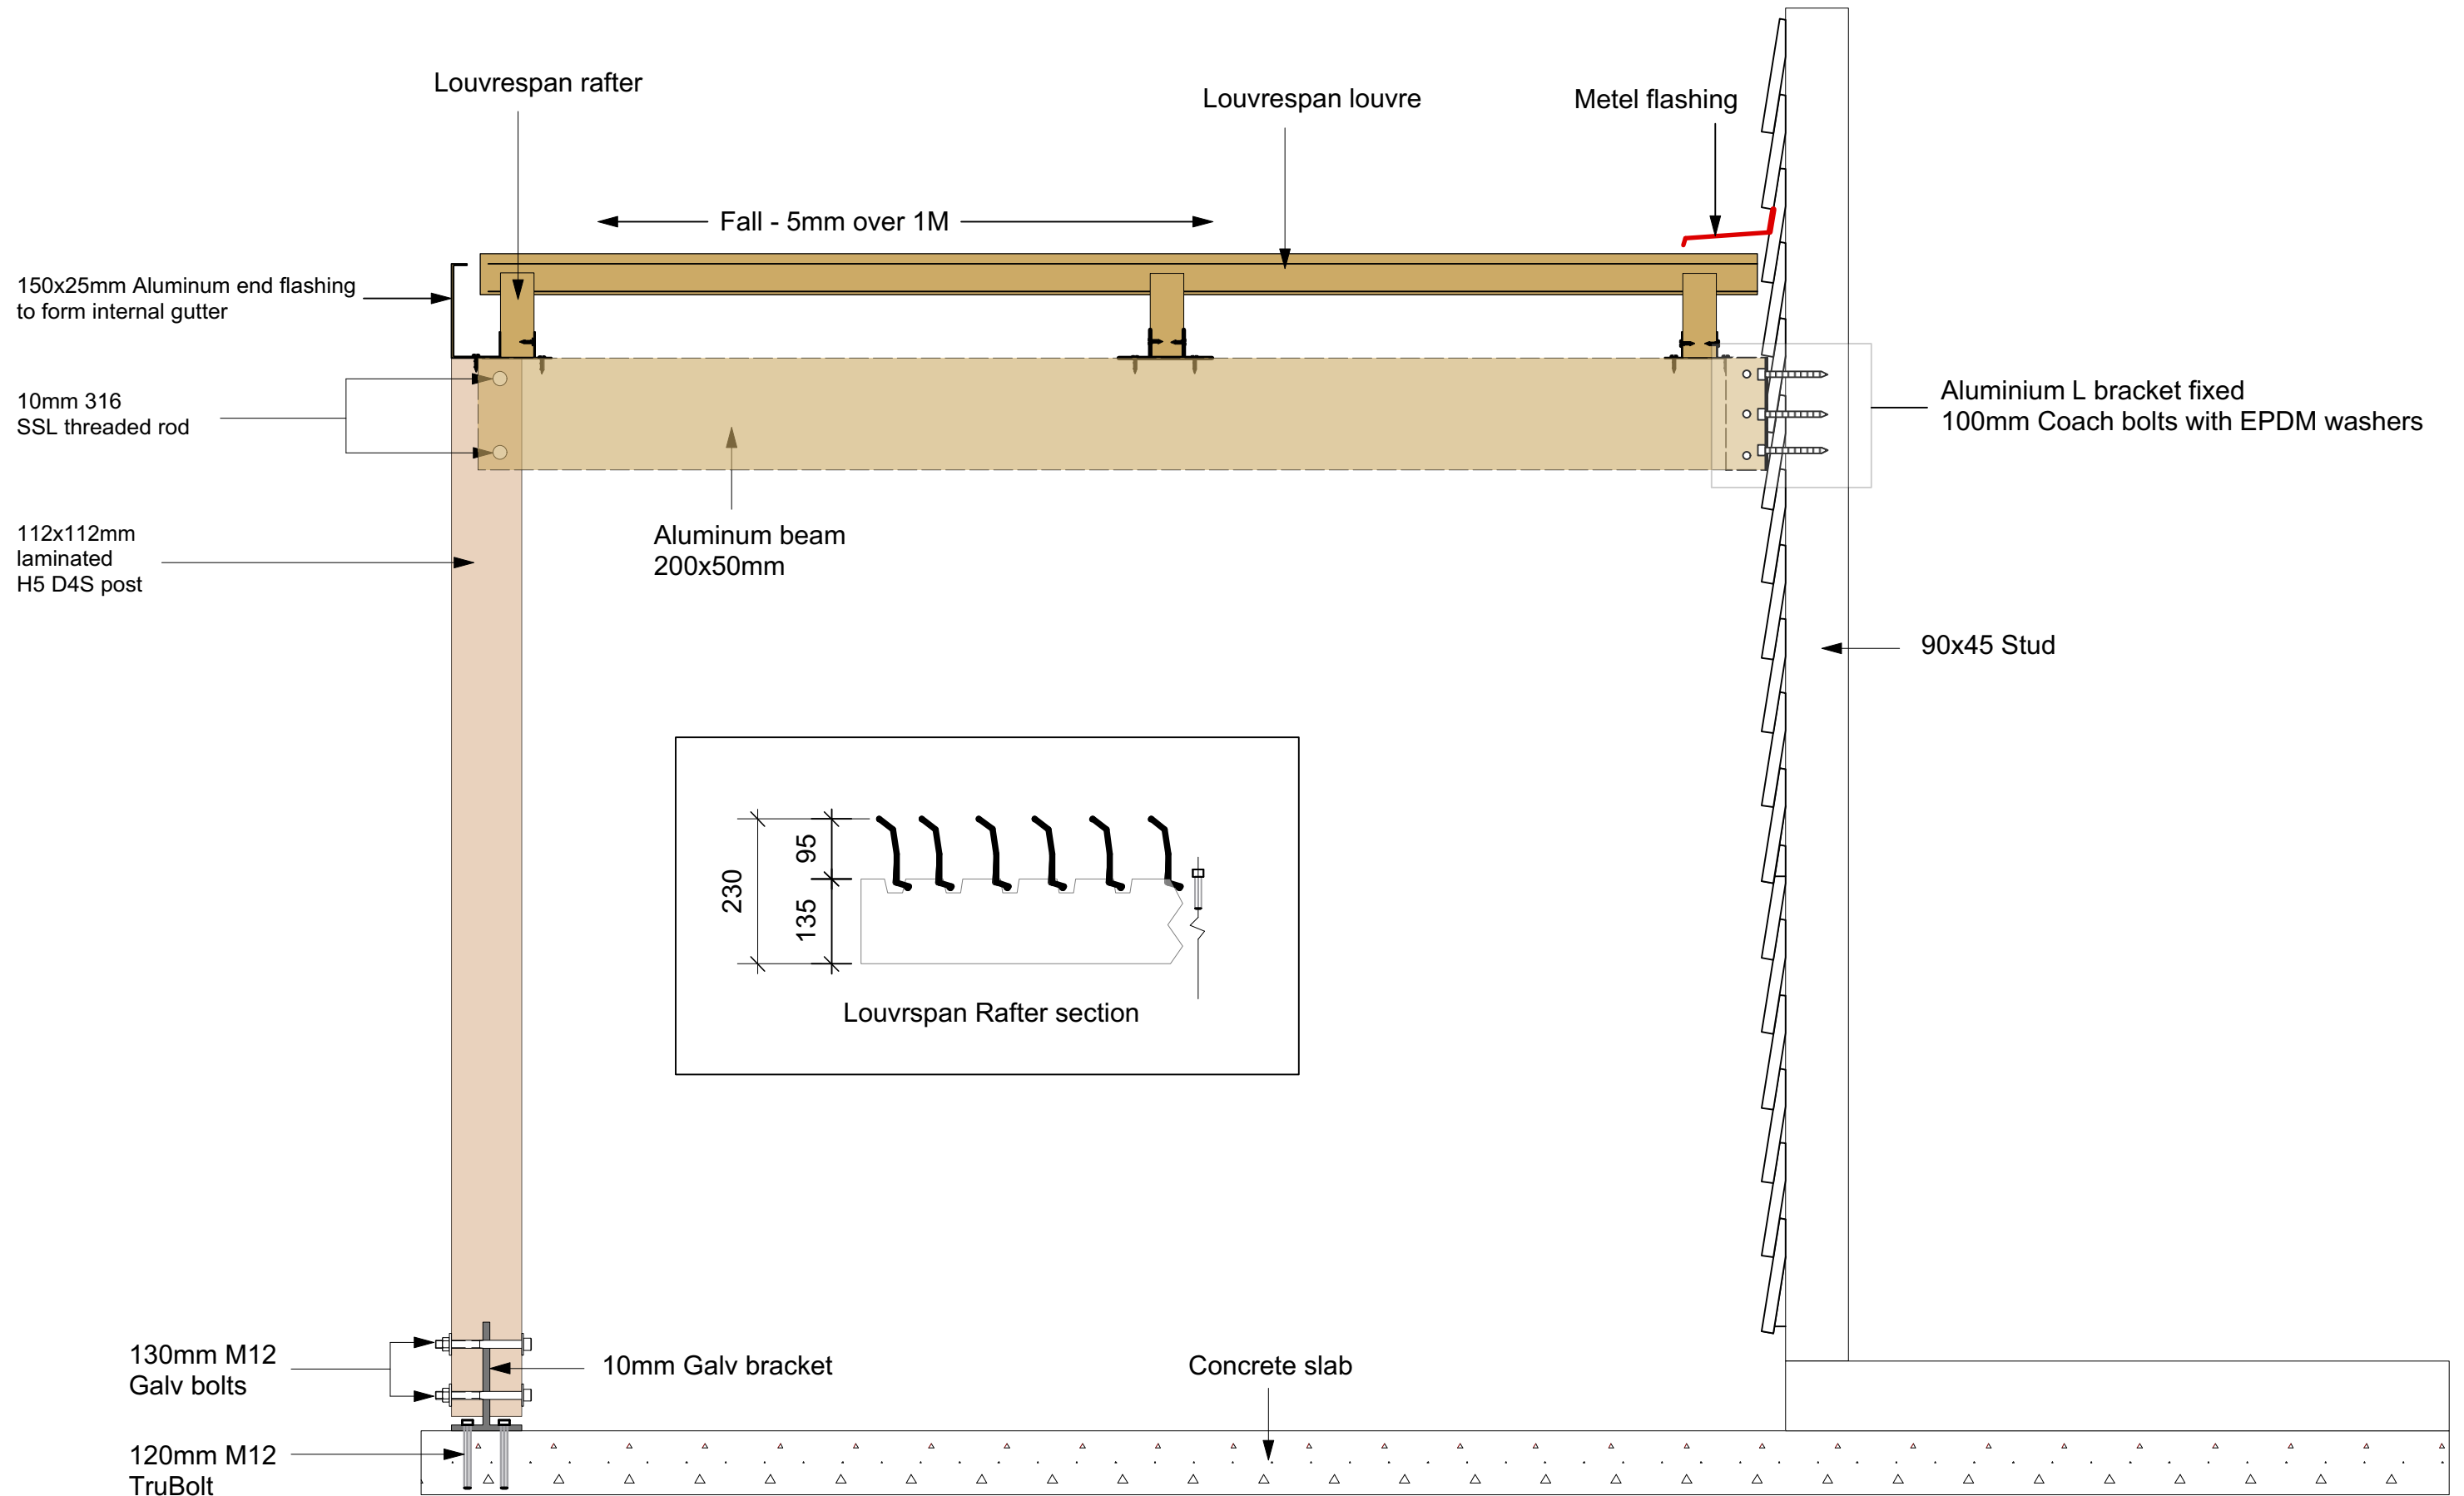 Louvrespan rafter
Louvrespan louvre
Metel flashing
Fall - 5mm over 1M
150x25mm Aluminum end flashing
to form internal gutter
10mm 316
SSL threaded rod
Aluminium L bracket fixed
100mm Coach bolts with EPDM washers
112x112mm
laminated
H5 D4S post
Aluminum beam
200x50mm
90x45 Stud
230
95
135
Louvrspan Rafter section
130mm M12
Galv bolts
10mm Galv bracket
Concrete slab
120mm M12
TruBolt